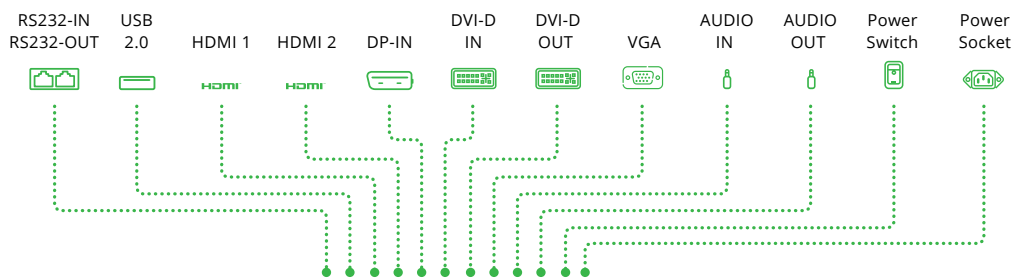 RS232-IN
RS232-OUT
USB
2.0
HDMI 1
HDMI 2
DP-IN
DVI-D
IN
DVI-D
OUT
VGA
AUDIO
IN
AUDIO
OUT
Power
Switch
Power
Socket
HDMI
HDMI